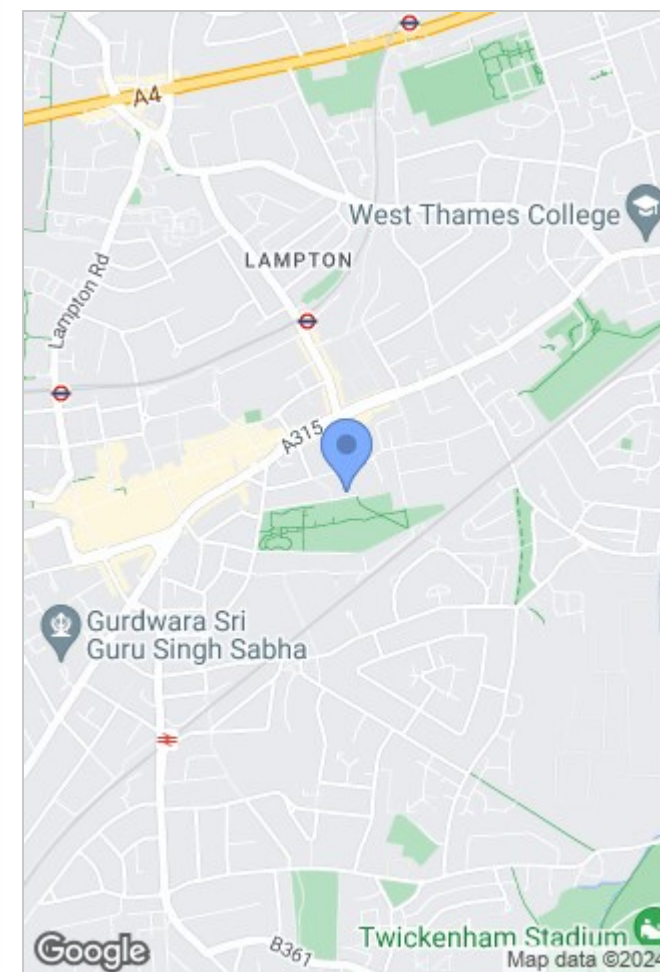 A4
West Thames College
LAMPTON
Lampton Rd
A315
Gurdwara Sri
Guru Singh Sabha
Twickenham Stadium
B361
Google
Map data ©2024